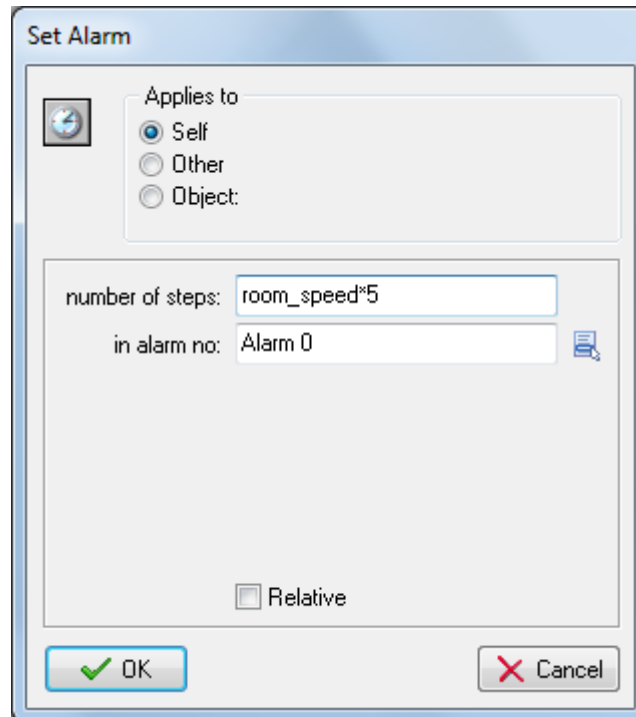 Set Alarm
Applies to
Self
Other
Object:
number of steps: room_speed*5
in alarm no: Alarm 0
Relative
OK Cancel